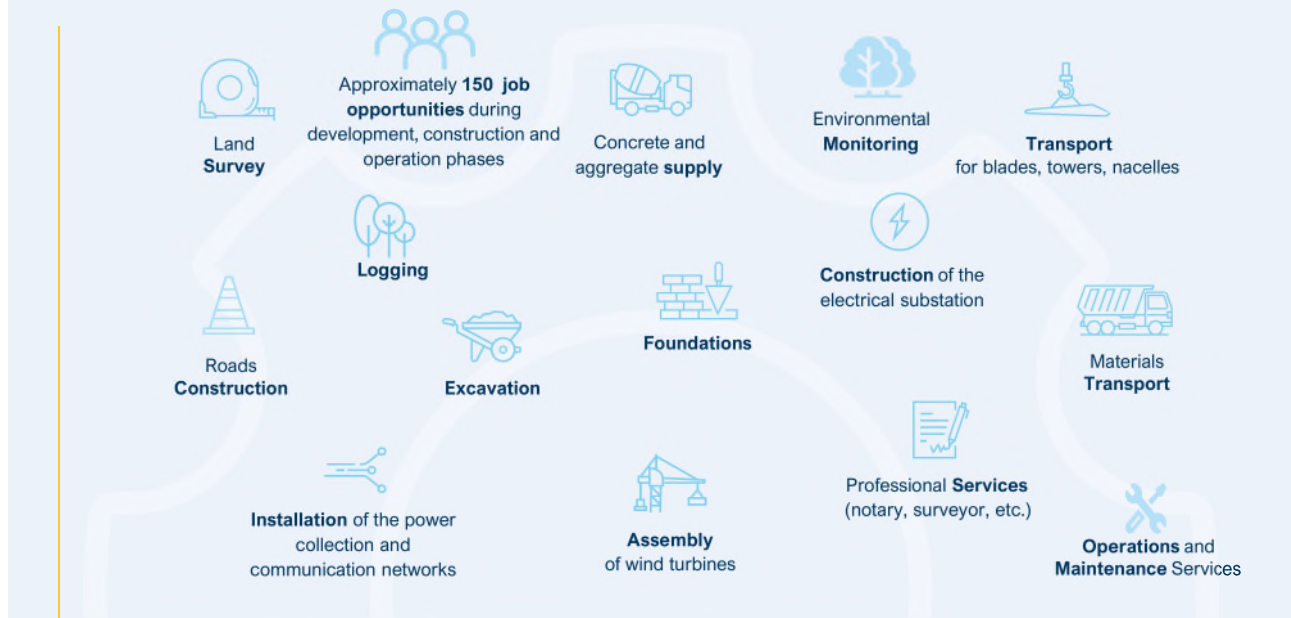 Land
Survey
Approximately 150 job
opportunities during
development, construction and
operation phases
Concrete and
aggregate supply
Environmental
Monitoring
Transport
for blades, towers, nacelles
Logging
Construction of the
electrical substation
Roads
Construction
Excavation
Foundations
Materials
Transport
Installation of the power
collection and
communication networks
Assembly
of wind turbines
Professional Services
(notary, surveyor, etc.)
Operations and
Maintenance Services